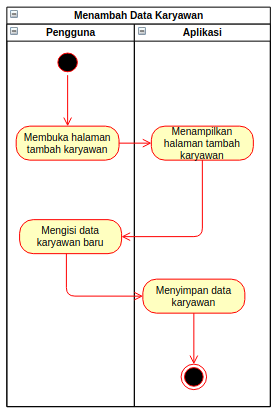 Menambah Data Karyawan
Pengguna
Aplikasi
Membuka halaman
tambah karyawan
Menampilkan
halaman tambah
karyawan
Mengisi data
karyawan baru
Menyimpan data
karyawan